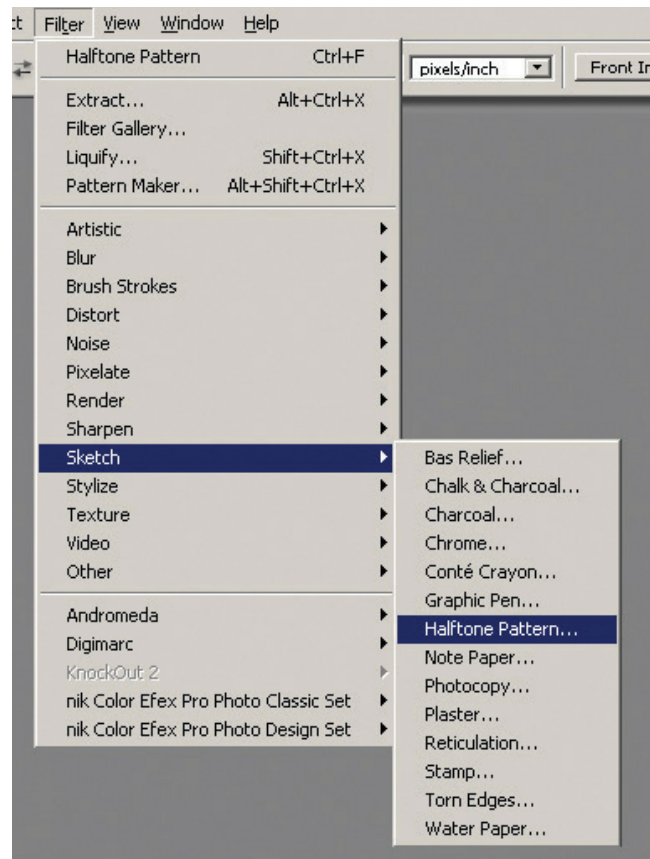 ct Filter View Window Help
Halftone Pattern Ctrl+F
pixels/inch Front In
Extract... Alt+Ctrl+X
Filter Gallery...
Liquify... Shift+Ctrl+X
Pattern Maker... Alt+Shift+Ctrl+X
Artistic
Blur
Brush Strokes
Distort
Noise
Pixelate
Render
Sharpen
Sketch
Stylize
Texture
Video
Other
Andromeda
Digimarc
KnockOut 2
nik Color Efex Pro Photo Classic Set
nik Color Efex Pro Photo Design Set
Bas Relief...
Chalk & Charcoal...
Charcoal...
Chrome...
Conté Crayon...
Graphic Pen...
Halftone Pattern...
Note Paper...
Photocopy...
Plaster...
Reticulation...
Stamp...
Torn Edges...
Water Paper...